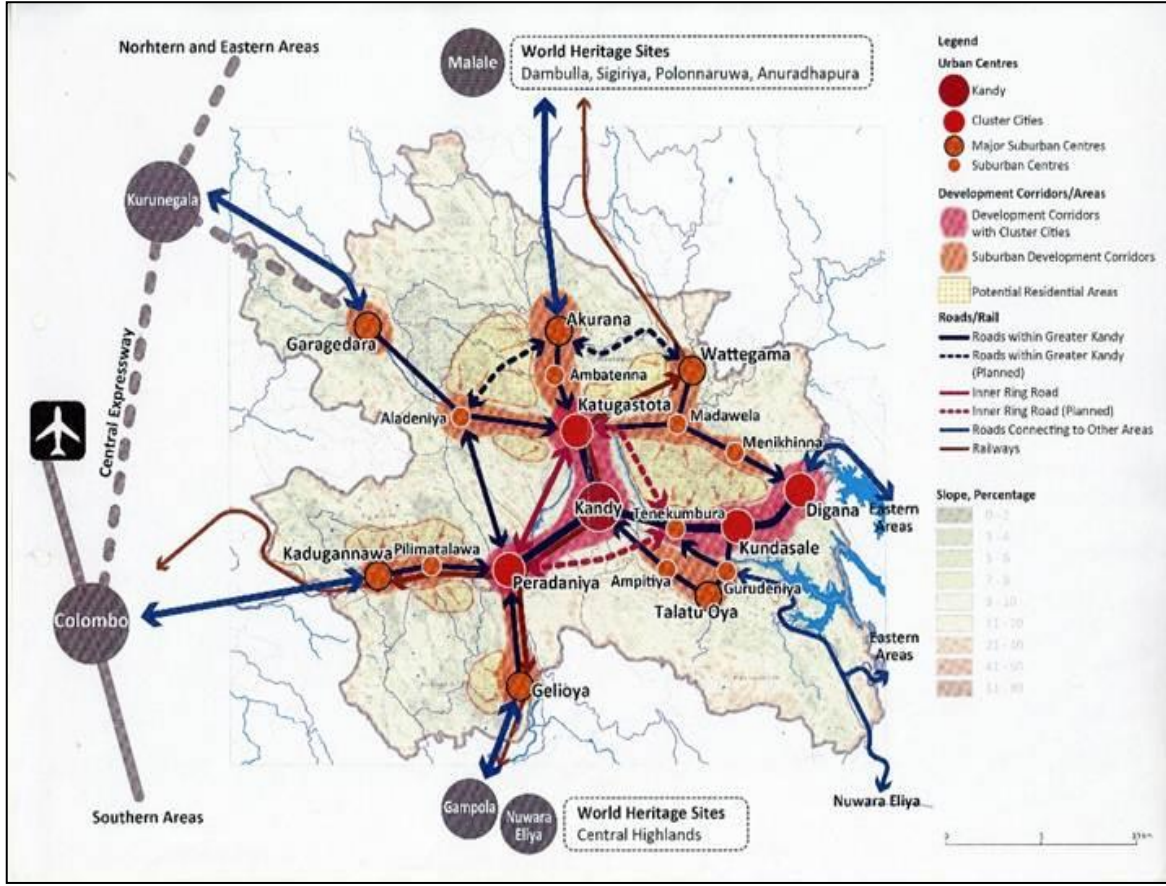 Norhtern and Eastern Areas
Malale
World Heritage Sites
Dambulla, Sigiriya, Polonnaruwa, Anuradhapura
Kurunegala
Central Expressway
Garagedara
Akurana
Ambatenna
Wattegama
Katugastota
Aladeniya
Madawela
Menikhinna
Kandy
Tenekumbura
Digana
Eastern
Areas
Kundasale
Kadugannawa
Pilimatalawa
Peradaniya
Ampitiya
Gurudeniya
Talatu Oya
Colombo
Eastern
Areas
Gelioya
Southern Areas
Gampola
Nuwara
Eliya
World Heritage Sites
Central Highlands
Nuwara Eliya
Legend
Urban Centres
Kandy
Cluster Cities
Major Suburban Centres
Suburban Centres
Development Corridors/Areas
Development Corridors
with Cluster Cities
Suburban Development Corridors
Potential Residential Areas
Roads/Rail
Roads within Greater Kandy
Roads within Greater Kandy
(Planned)
Inner Ring Road
Inner Ring Road (Planned)
Roads Connecting to Other Areas
Railways
Slope, Percentage